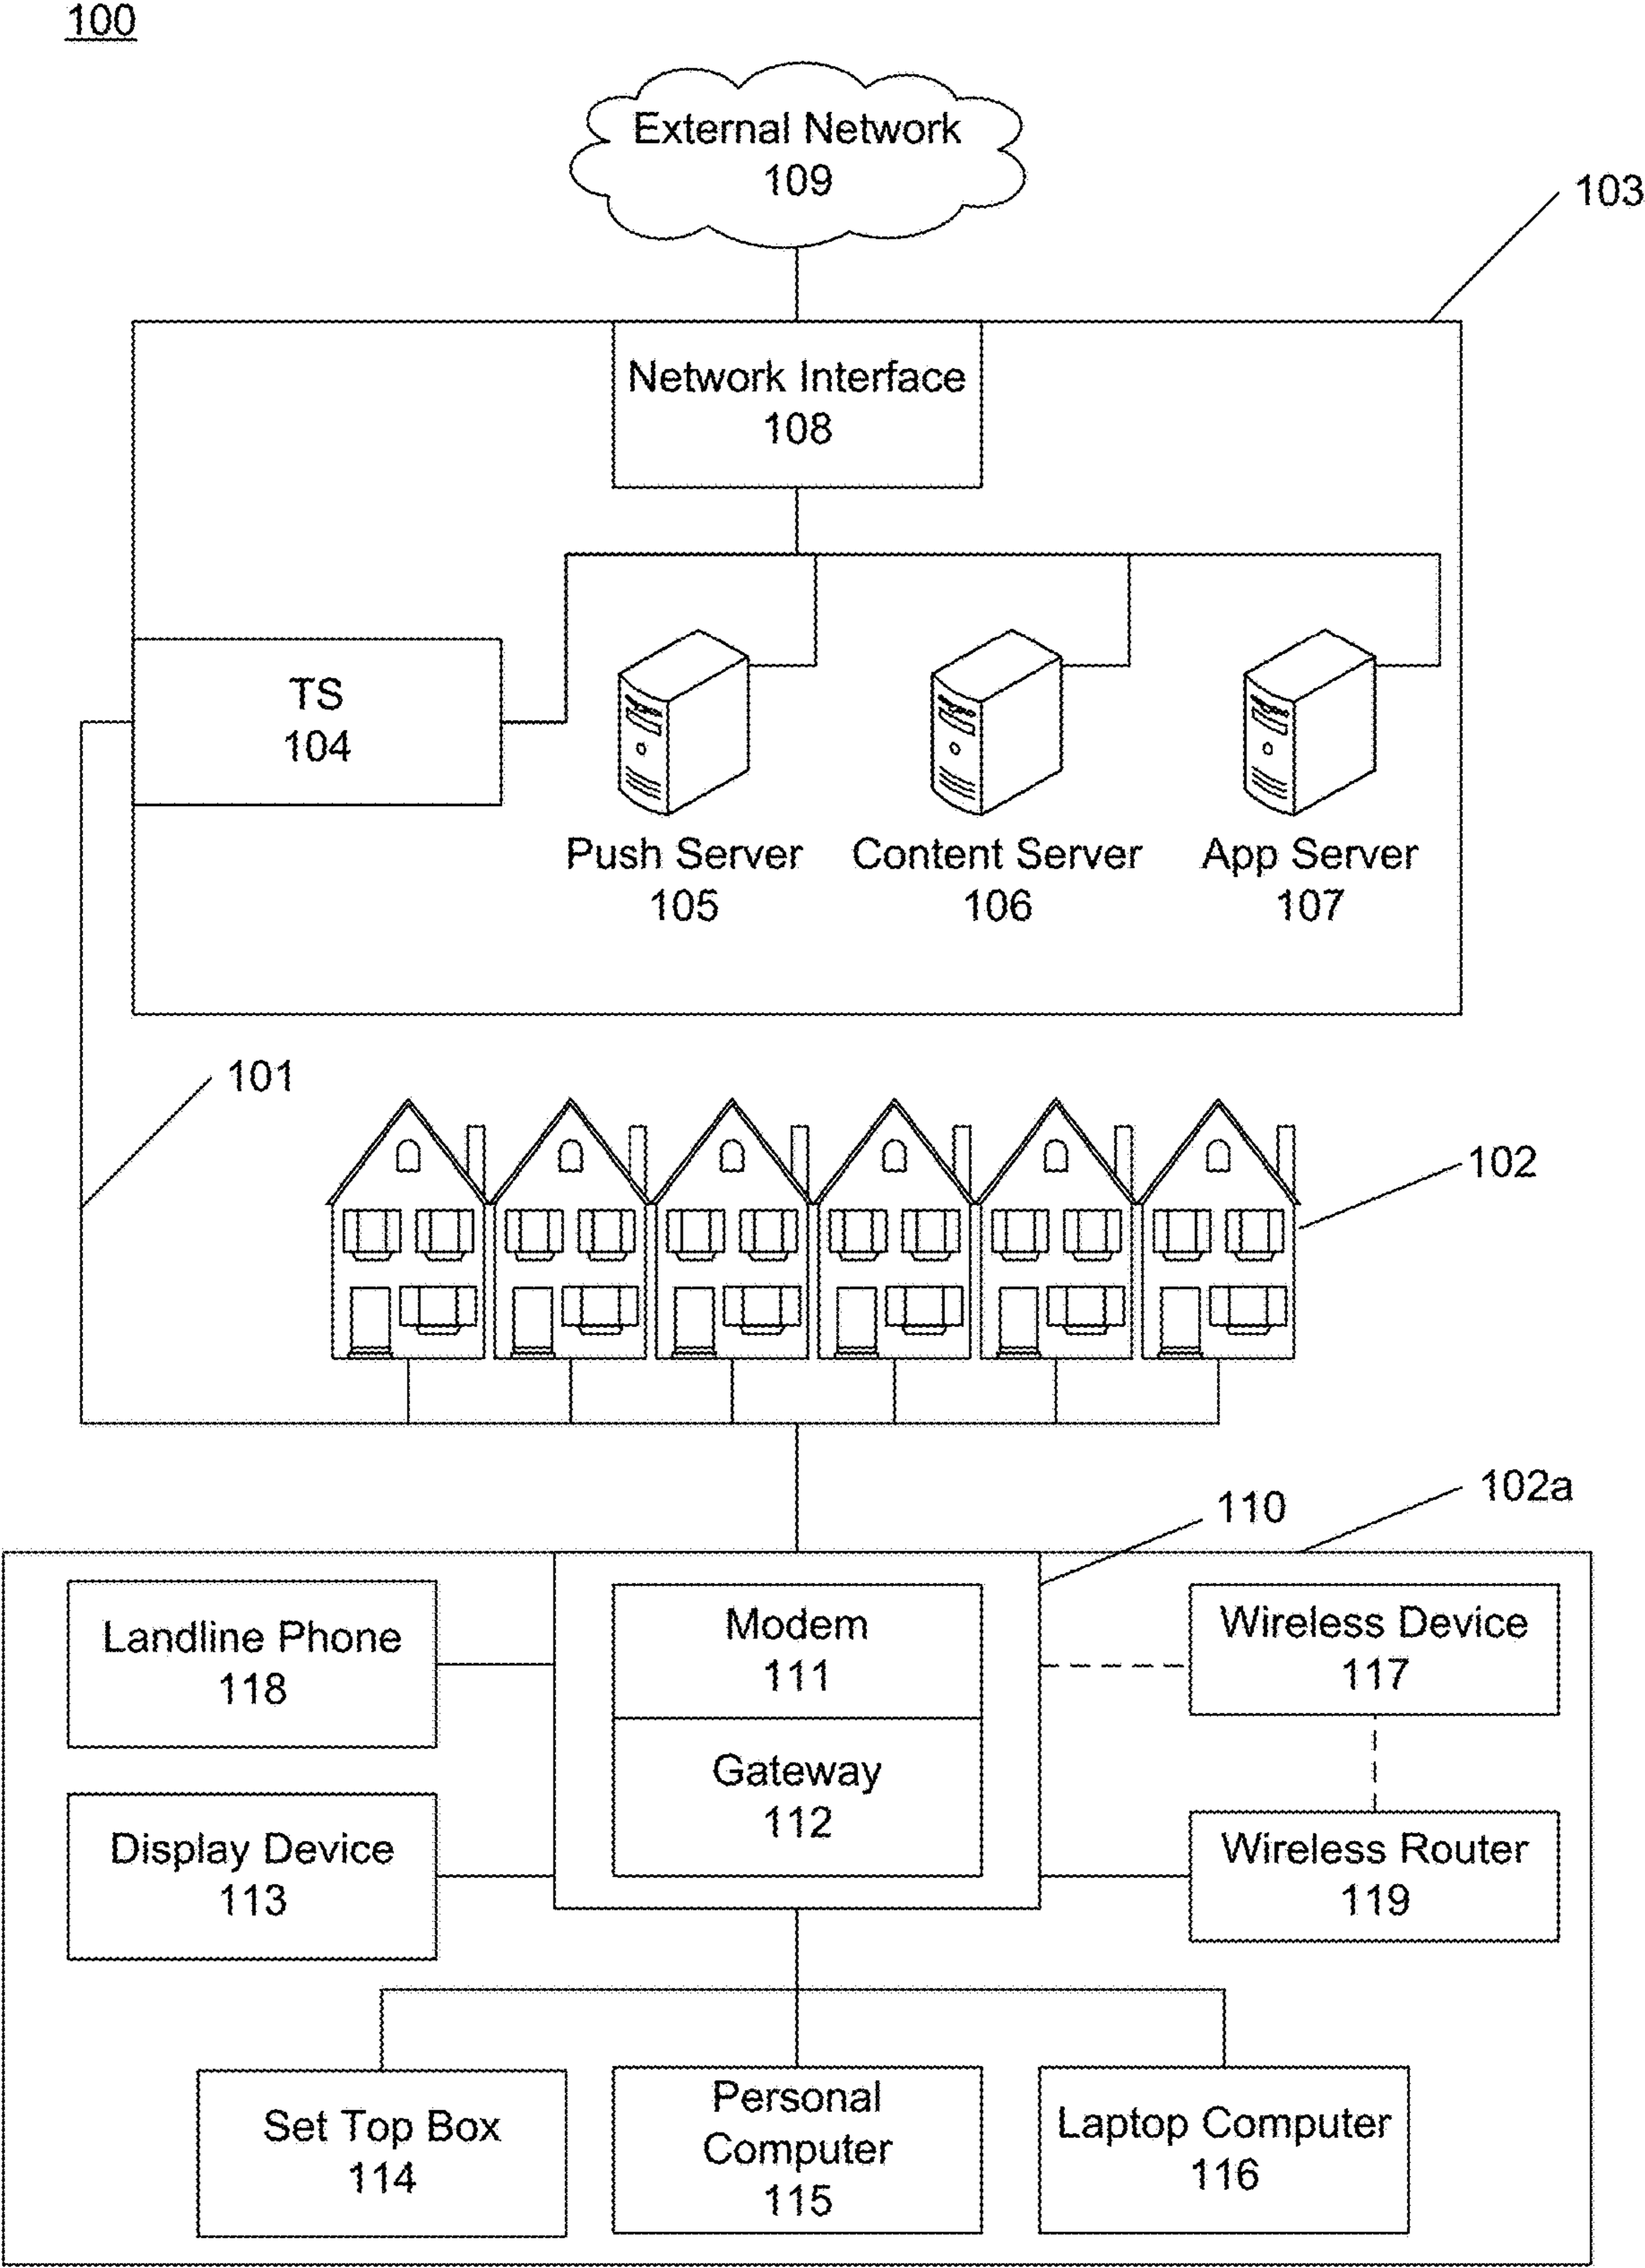 100
External Network
109
103
Network Interface
108
TS
104
Push Server
105
Content Server
106
App Server
107
101
102
102a
110
Landline Phone
118
Modem
111
Wireless Device
117
Gateway
112
Display Device
113
Wireless Router
119
Set Top Box
114
Personal
Computer
115
Laptop Computer
116